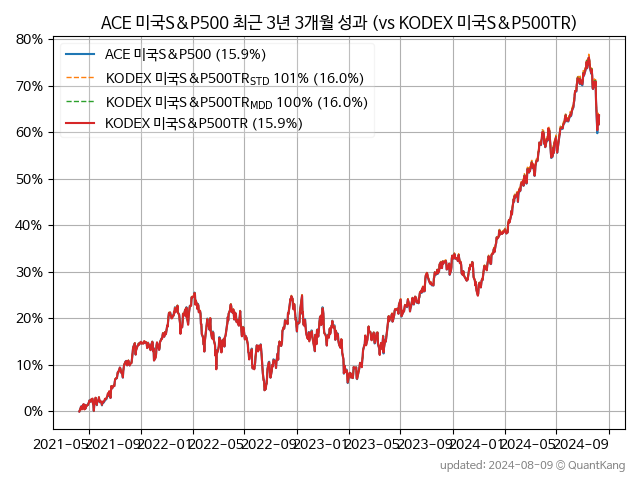 ACE 미국S&P500 최근 3년 3개월 성과 (vs KODEX 미국S&P500TR)
ACE 미국S&P500 (15.9%)
KODEX 미국S&P500TR_STD 101% (16.0%)
KODEX 미국S&P500TR_MDD 100% (16.0%)
KODEX 미국S&P500TR (15.9%)
80%
70%
60%
50%
40%
30%
20%
10%
0%
2021-05 2021-09 2022-01 2022-05 2022-09 2023-01 2023-05 2023-09 2024-01 2024-05 2024-09
updated: 2024-08-09 © QuantKang